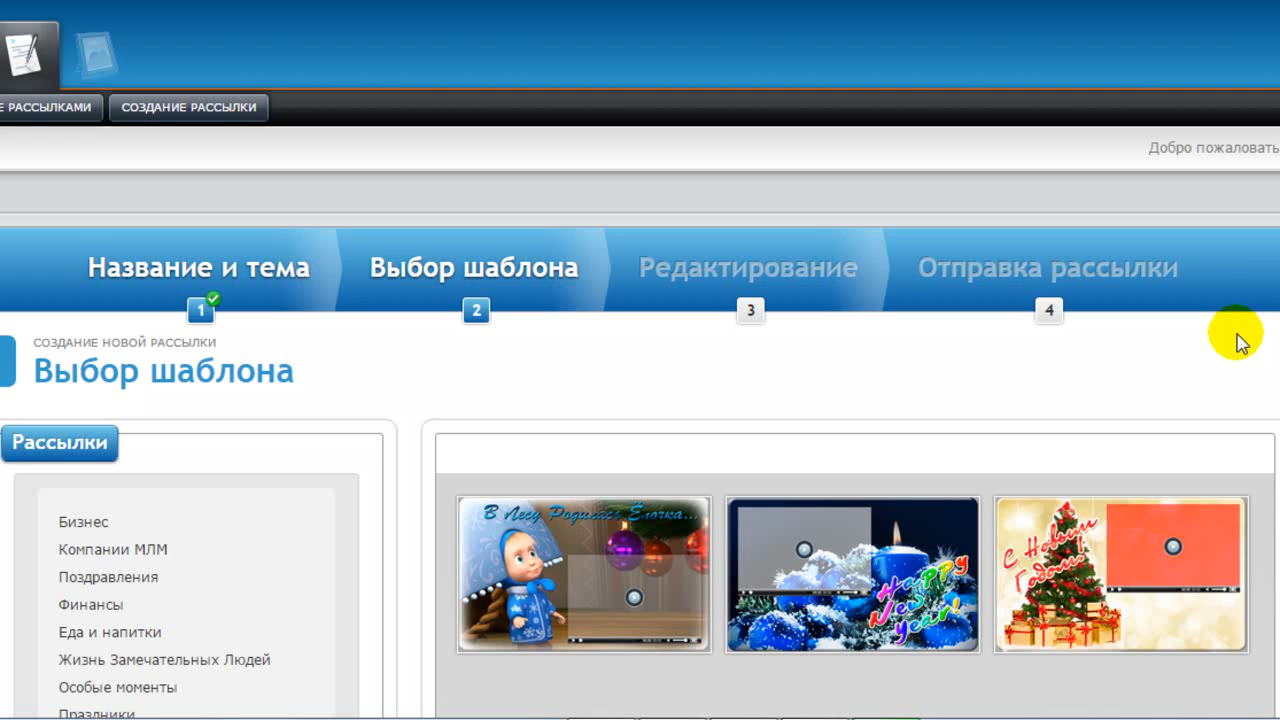 Е РАССЫЛКАМИ
СОЗДАНИЕ РАССЫЛКИ
Добро пожаловать
Название и тема
Выбор шаблона
Редактирование
Отправка рассылки
1
2
3
4
СОЗДАНИЕ НОВОЙ РАССЫЛКИ
Выбор шаблона
Рассылки
Бизнес
Компании МЛМ
Поздравления
Финансы
Еда и напитки
Жизнь Замечательных Людей
Особые моменты
Праздники
В Лесу Родилась Ёлочка...
Happy
New
Year!
С Новым
Годом!